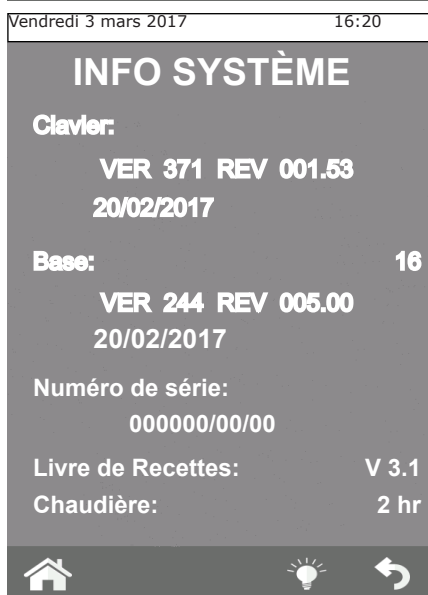 Vendredi 3 mars 2017 16:20
INFO SYSTÈME
Clavier:
VER 371 REV 001.53
20/02/2017
Base: 16
VER 244 REV 005.00
20/02/2017
Numéro de série:
000000/00/00
Livre de Recettes: V 3.1
Chaudière: 2 hr